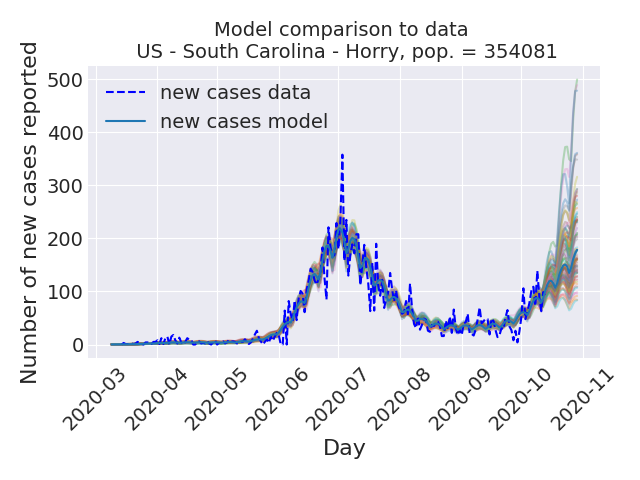 Model comparison to data
US - South Carolina - Horry, pop. = 354081
new cases data
new cases model
Number of new cases reported
500
400
300
200
100
0
2020-03
2020-04
2020-05
2020-06
2020-07
2020-08
2020-09
2020-10
2020-11
Day